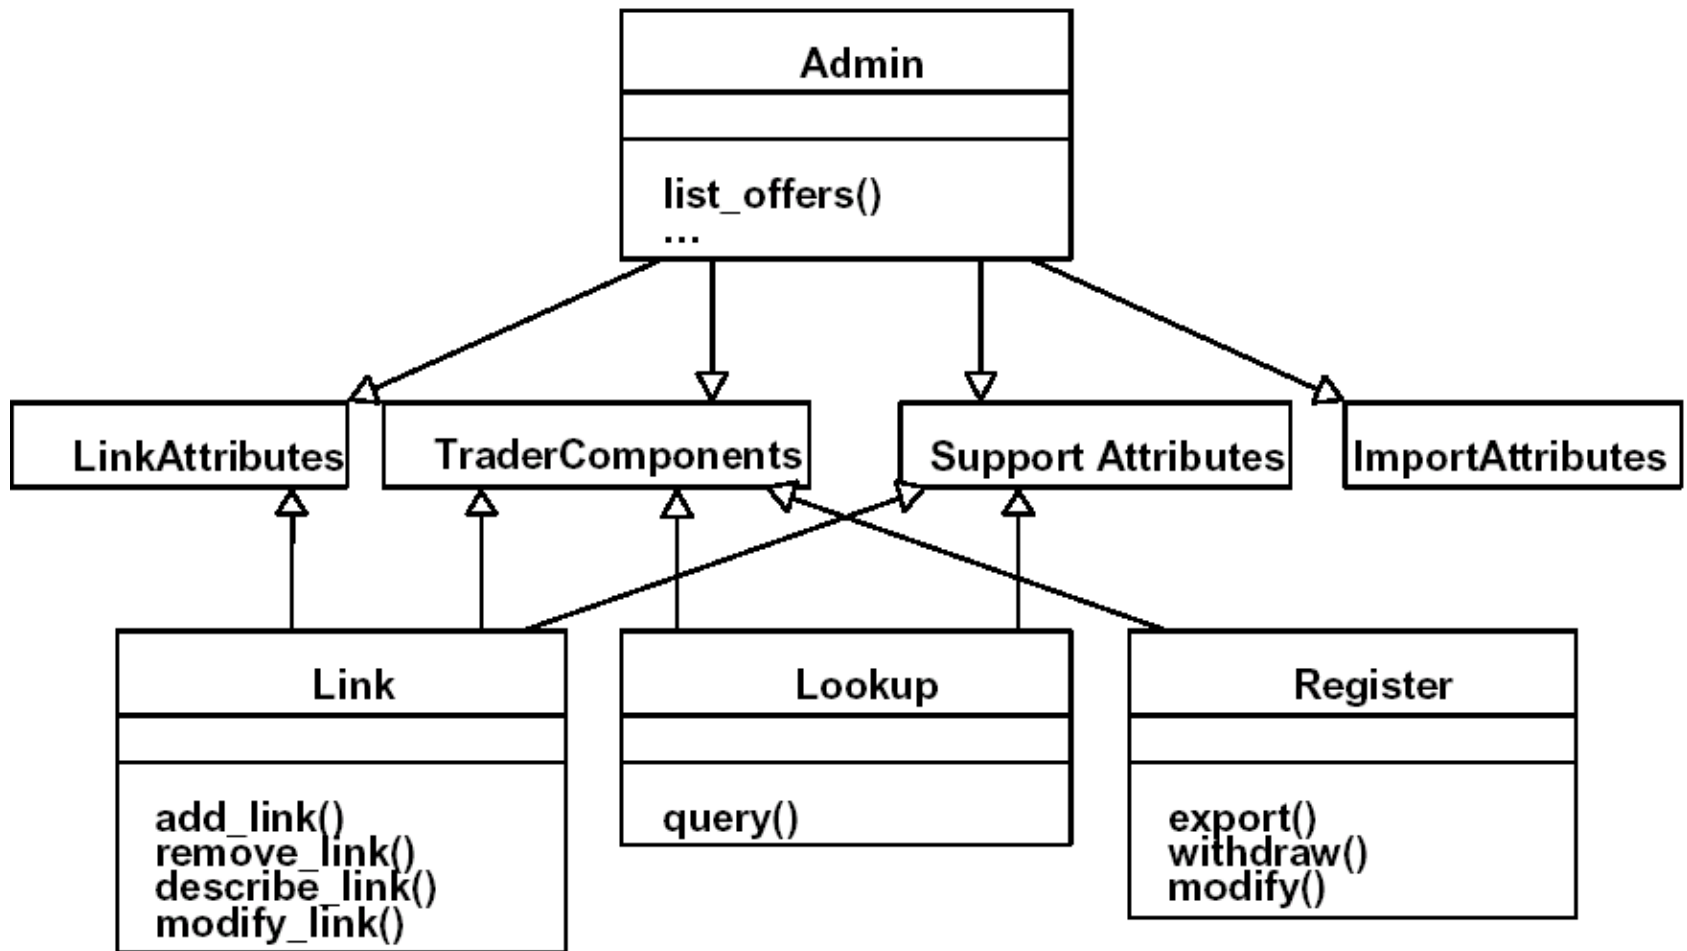 Admin
list_offers()
...
LinkAttributes
TraderComponents
Support Attributes
ImportAttributes
Link
add_link()
remove_link()
describe_link()
modify_link()
Lookup
query()
Register
export()
withdraw()
modify()